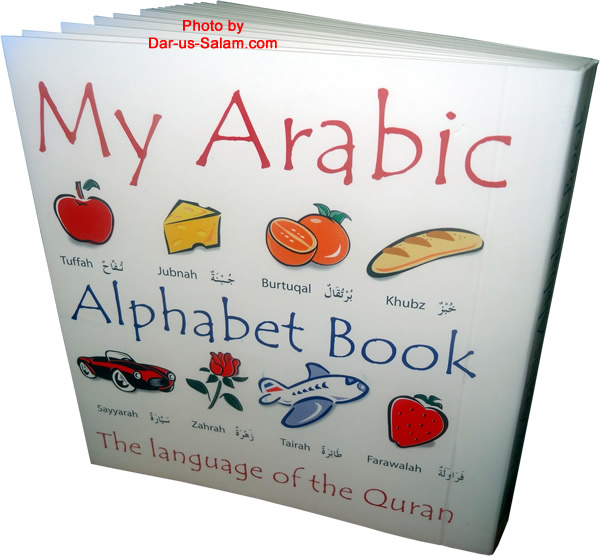 Photo by
Dar-us-Salam.com
My Arabic
Tuffah تُفَّاحٌ
Jubnah جُبْنَةٌ
Burtuqal بُرْتُقَالٌ
Khubz خُبْزٌ
Alphabet Book
Sayyarah سَيَّارَةٌ
Zahrah زَهْرَةٌ
Tairah طَائِرَةٌ
Farawalah فَرَاوِلَةٌ
The language of the Quran